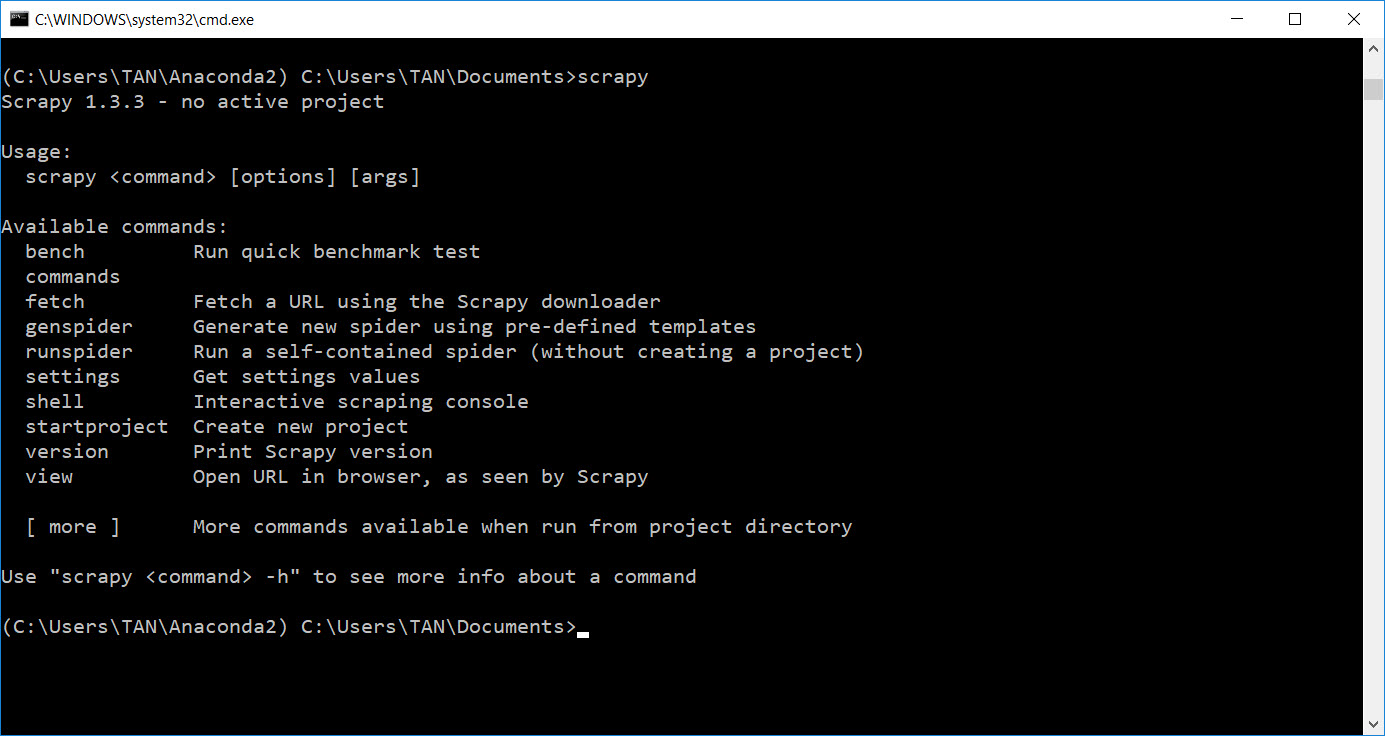 C:\WINDOWS\system32\cmd.exe
(C:\Users\TAN\Anaconda2) C:\Users\TAN\Documents>scrapy
Scrapy 1.3.3 - no active project
Usage:
  scrapy <command> [options] [args]
Available commands:
  bench         Run quick benchmark test
  commands
  fetch         Fetch a URL using the Scrapy downloader
  genspider     Generate new spider using pre-defined templates
  runspider     Run a self-contained spider (without creating a project)
  settings      Get settings values
  shell         Interactive scraping console
  startproject  Create new project
  version       Print Scrapy version
  view          Open URL in browser, as seen by Scrapy
  [ more ]      More commands available when run from project directory
Use "scrapy <command> -h" to see more info about a command
(C:\Users\TAN\Anaconda2) C:\Users\TAN\Documents>